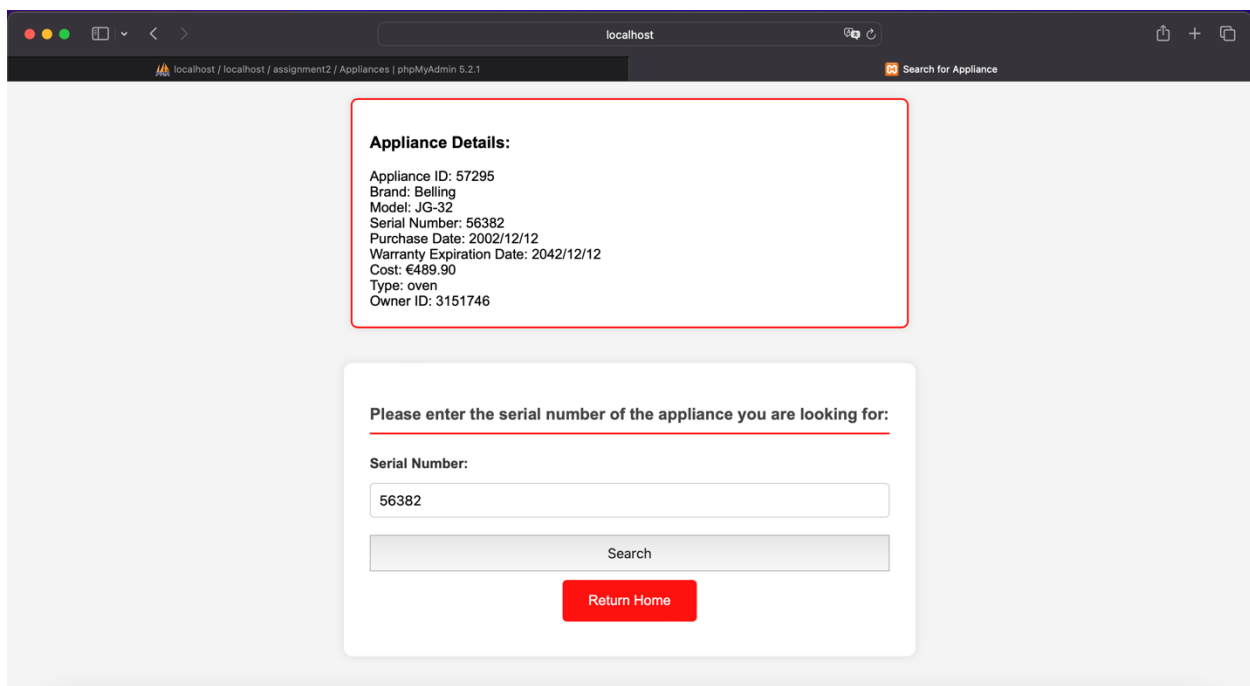 localhost
localhost / localhost / assignment2 / Appliances | phpMyAdmin 5.2.1
Search for Appliance
Appliance Details:
Appliance ID: 57295
Brand: Belling
Model: JG-32
Serial Number: 56382
Purchase Date: 2002/12/12
Warranty Expiration Date: 2042/12/12
Cost: €489.90
Type: oven
Owner ID: 3151746
Please enter the serial number of the appliance you are looking for:
Serial Number:
56382
Search
Return Home